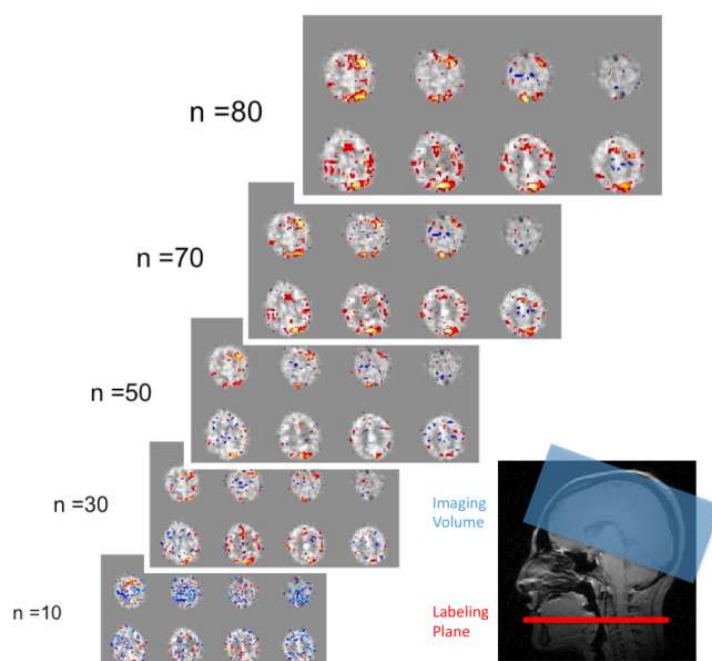 n =80
n =70
n =50
n =30
n =10
Imaging
Volume
Labeling
Plane